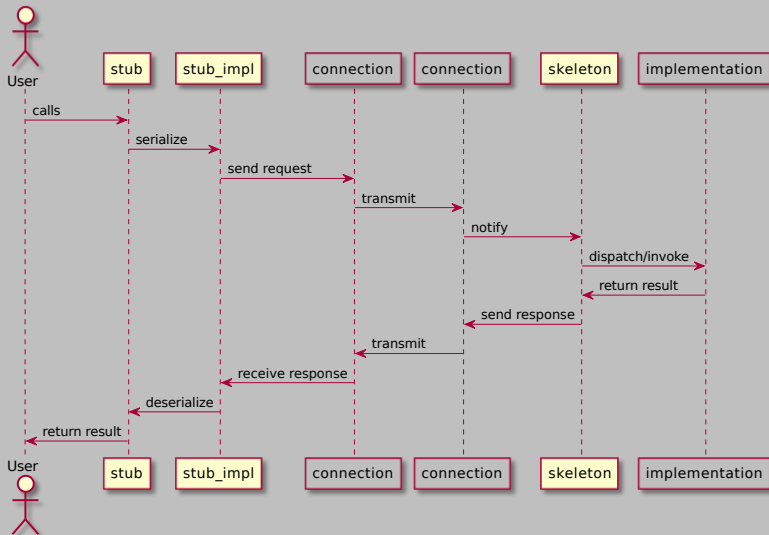 User
stub
stub_impl
connection
connection
skeleton
implementation
calls
serialize
send request
transmit
notify
dispatch/invoke
return result
send response
transmit
receive response
deserialize
return result
User
stub
stub_impl
connection
connection
skeleton
implementation